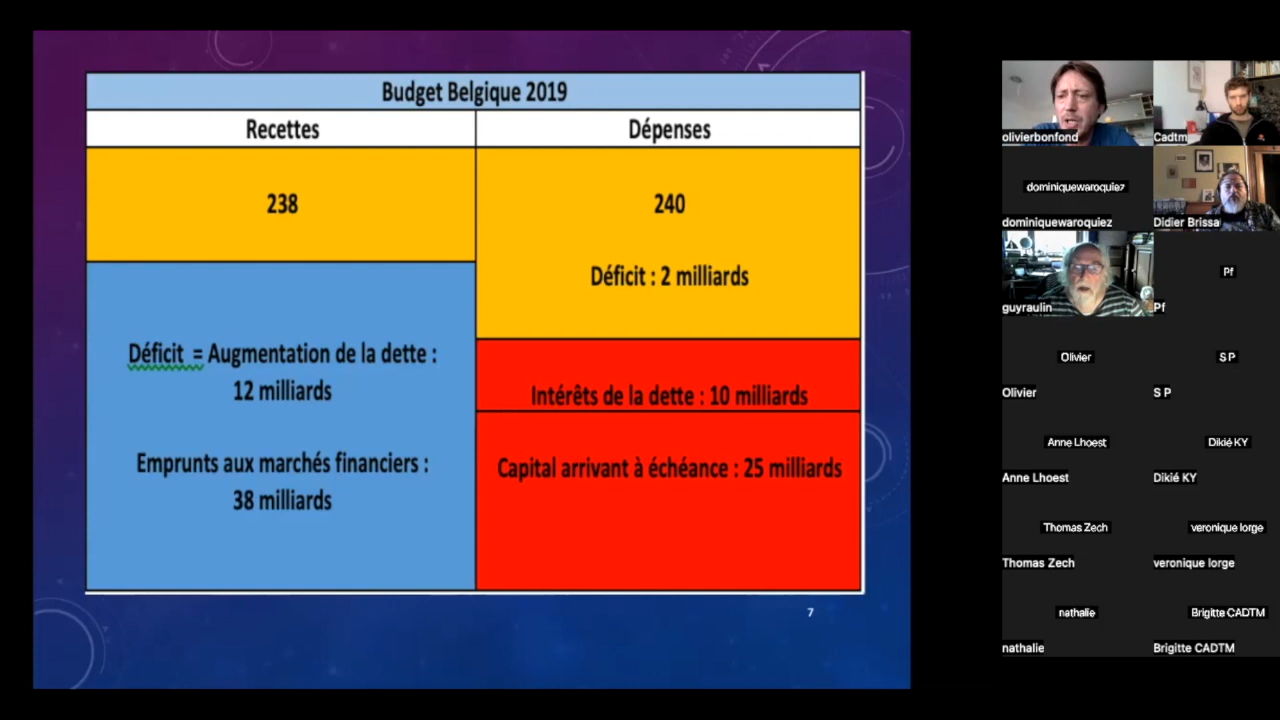 Budget Belgique 2019
Recettes
Dépenses
238
240
Déficit : 2 milliards
Déficit = Augmentation de la dette :
12 milliards
Emprunts aux marchés financiers :
38 milliards
Intérêts de la dette : 10 milliards
Capital arrivant à échéance : 25 milliards
7
olivierbonfond
Cadtm
dominiquewaroquiez
dominiquewaroquiez
Didier Brissa
guyraulin
Pf
Pf
Olivier
Olivier
S P
S P
Anne Lhoest
Anne Lhoest
Dikié KY
Dikié KY
Thomas Zech
Thomas Zech
veronique lorge
veronique lorge
nathalie
nathalie
Brigitte CADTM
Brigitte CADTM